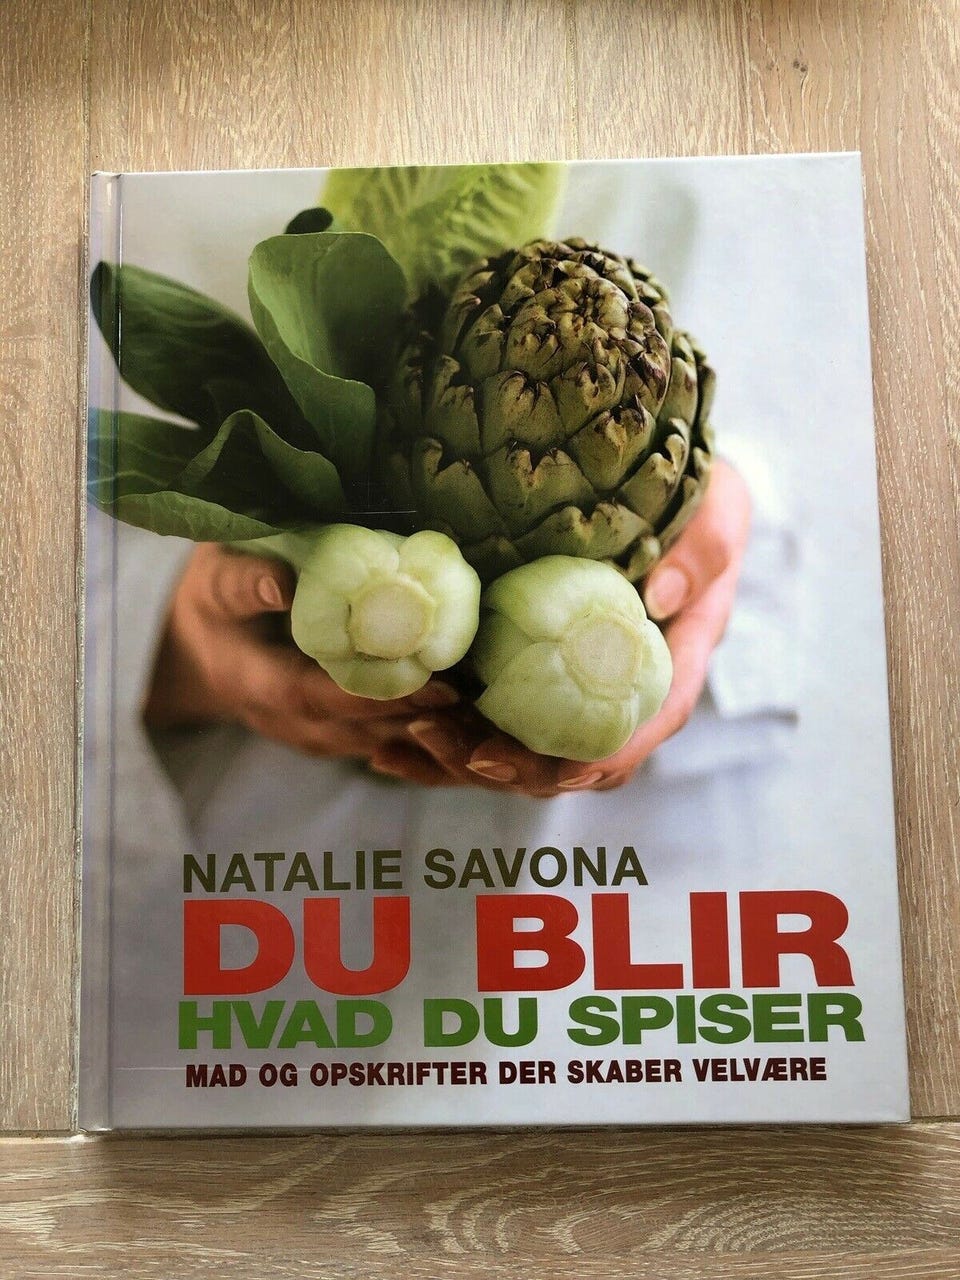 NATALIE SAVONA
DU BLIR
HVAD DU SPISER
MAD OG OPSKRIFTER DER SKABER VELVÆRE